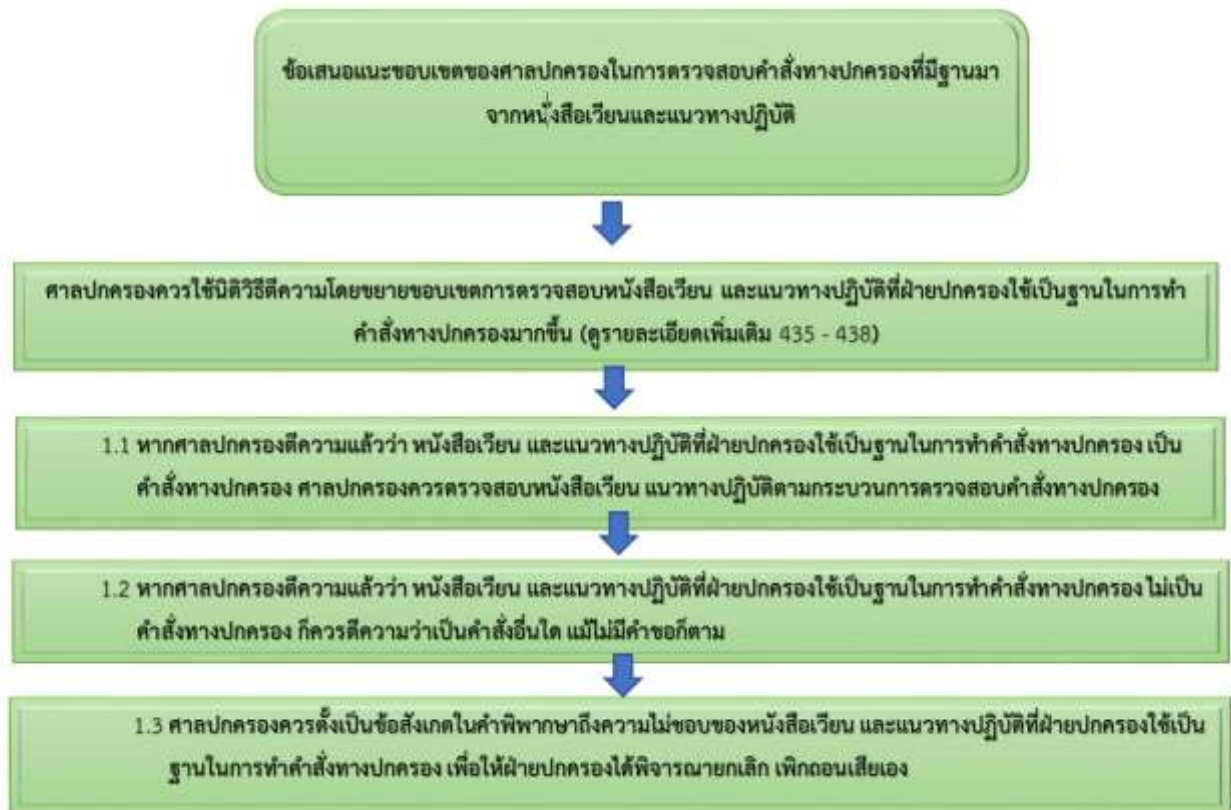 ข้อเสนอแนะขอบเขตของศาลปกครองในการตรวจสอบคำสั่งทางปกครองที่มีฐานมา
จากหนังสือเวียนและแนวทางปฏิบัติ
ศาลปกครองควรใช้นิติวิธีตีความโดยขยายขอบเขตการตรวจสอบหนังสือเวียน และแนวทางปฏิบัติที่ฝ่ายปกครองใช้เป็นฐานในการทำ
คำสั่งทางปกครองมากขึ้น (ดูรายละเอียดเพิ่มเติม 435 - 438)
1.1 หากศาลปกครองตีความแล้วว่า หนังสือเวียน และแนวทางปฏิบัติที่ฝ่ายปกครองใช้เป็นฐานในการทำคำสั่งทางปกครอง เป็น
คำสั่งทางปกครอง ศาลปกครองควรตรวจสอบหนังสือเวียน แนวทางปฏิบัติตามกระบวนการตรวจสอบคำสั่งทางปกครอง
1.2 หากศาลปกครองตีความแล้วว่า หนังสือเวียน และแนวทางปฏิบัติที่ฝ่ายปกครองใช้เป็นฐานในการทำคำสั่งทางปกครอง ไม่เป็น
คำสั่งทางปกครอง ก็ควรตีความว่าเป็นคำสั่งอื่นใด แม้ไม่มีคำขอก็ตาม
1.3 ศาลปกครองควรตั้งเป็นข้อสังเกตในคำพิพากษาถึงความไม่ชอบของหนังสือเวียน และแนวทางปฏิบัติที่ฝ่ายปกครองใช้เป็น
ฐานในการทำคำสั่งทางปกครอง เพื่อให้ฝ่ายปกครองได้พิจารณายกเลิก เพิกถอนเสียเอง